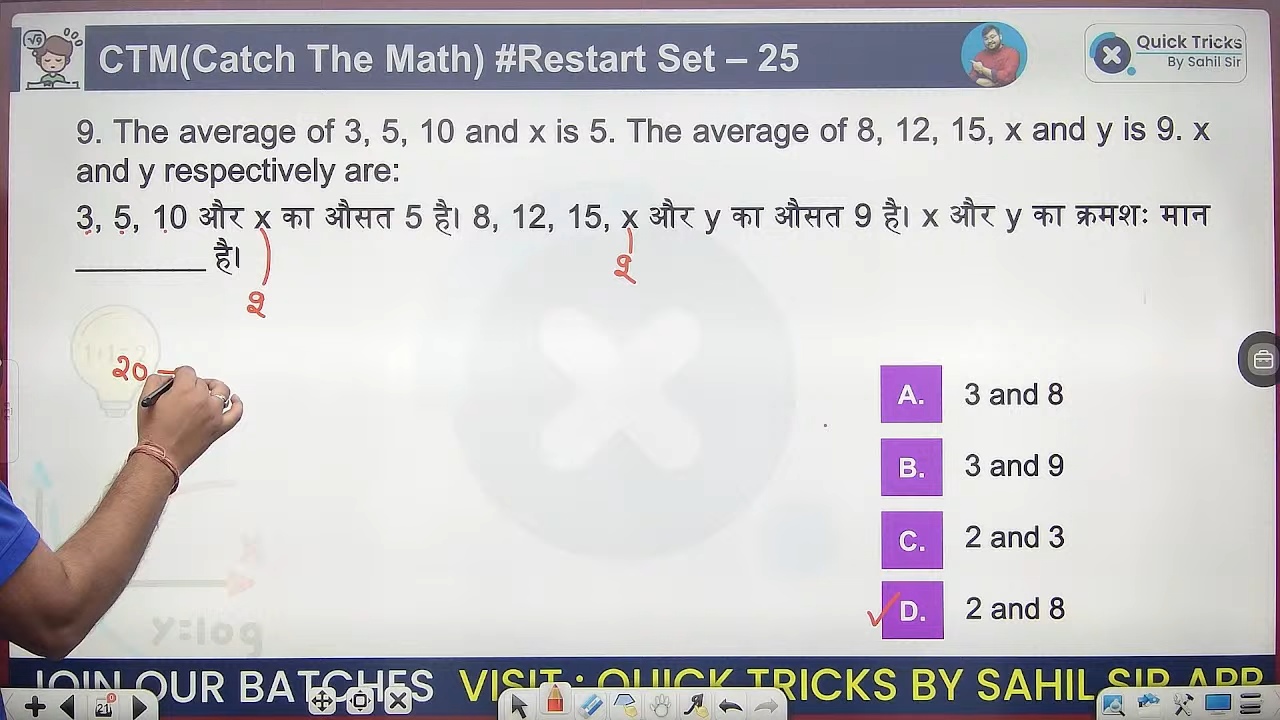 CTM(Catch The Math) #Restart Set – 25
Quick Tricks
By Sahil Sir
9. The average of 3, 5, 10 and x is 5. The average of 8, 12, 15, x and y is 9. x
and y respectively are:
3, 5, 10 और x का औसत 5 है। 8, 12, 15, x और y का औसत 9 है। x और y का क्रमशः मान
________ है।
2
2
20 –
A. 3 and 8
B. 3 and 9
C. 2 and 3
D. 2 and 8
y=log
JOIN OUR BATCHES VISIT : QUICK TRICKS BY SAHIL SIR APP